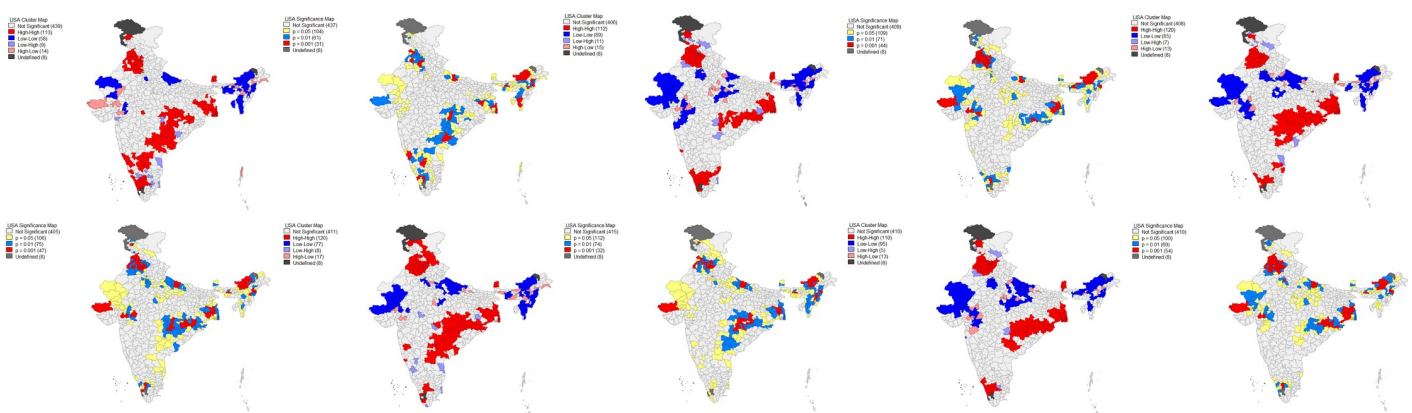 LISA Cluster Map
Not Significant (439)
High-High (113)
Low-Low (58)
Low-High (9)
High-Low (14)
Undefined (8)
LISA Significance Map
Not Significant (437)
p = 0.05 (104)
p = 0.01 (61)
p = 0.001 (31)
Undefined (8)
LISA Cluster Map
Not Significant (406)
High-High (112)
Low-Low (89)
Low-High (11)
High-Low (15)
Undefined (8)
LISA Significance Map
Not Significant (409)
p = 0.05 (109)
p = 0.01 (71)
p = 0.001 (44)
Undefined (8)
LISA Cluster Map
Not Significant (408)
High-High (120)
Low-Low (85)
Low-High (7)
High-Low (13)
Undefined (8)
LISA Significance Map
Not Significant (405)
p = 0.05 (106)
p = 0.01 (75)
p = 0.001 (47)
Undefined (8)
LISA Cluster Map
Not Significant (411)
High-High (120)
Low-Low (77)
Low-High (8)
High-Low (17)
Undefined (8)
LISA Significance Map
Not Significant (415)
p = 0.05 (112)
p = 0.01 (74)
p = 0.001 (32)
Undefined (8)
LISA Cluster Map
Not Significant (410)
High-High (110)
Low-Low (95)
Low-High (5)
High-Low (13)
Undefined (8)
LISA Significance Map
Not Significant (410)
p = 0.05 (100)
p = 0.01 (69)
p = 0.001 (54)
Undefined (8)